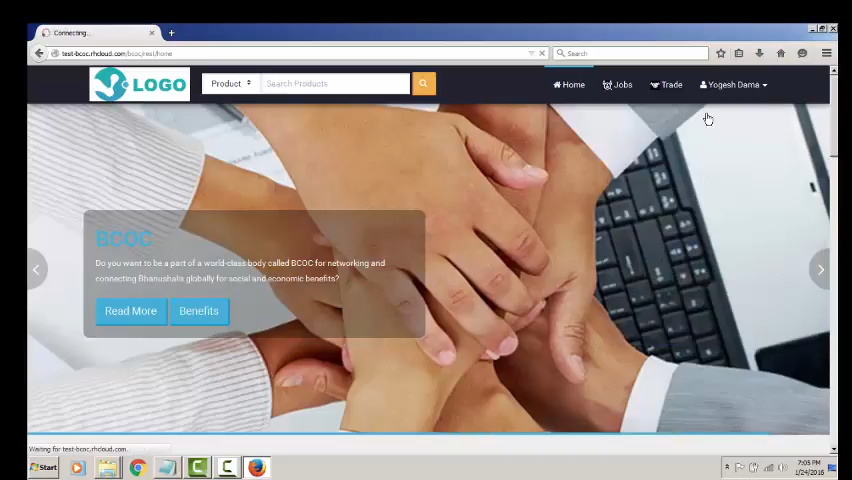 Connecting...
test-bcoc.rhcloud.com/bcoc/rest/home
Search
LOGO
Product
Search Products
Home
Jobs
Trade
Yogesh Dama
BCOC
Do you want to be a part of a world-class body called BCOC for networking and
connecting Bhanushalis globally for social and economic benefits?
Read More
Benefits
Waiting for test-bcoc.rhcloud.com...
Start
7:05 PM
1/24/2016